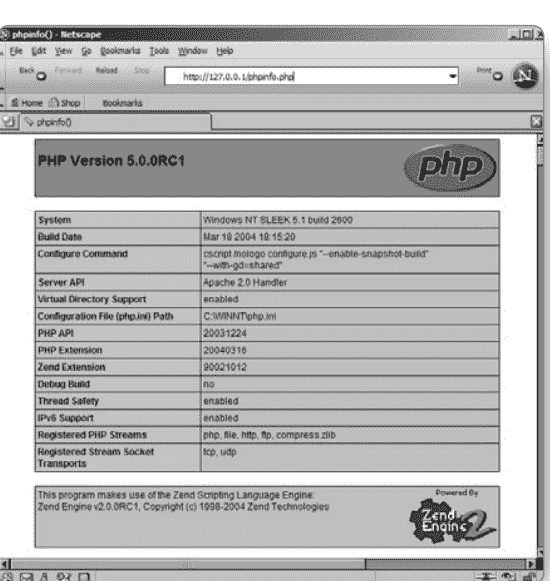 phpinfo() - Netscape
File Edit View Go Bookmarks Tools Window Help
Back Forward Reload Stop http://127.0.0.1/phpinfo.php Print
Home Shop Bookmarks
phpinfo()
PHP Version 5.0.0RC1
php
System Windows NT SLEEK 5.1 build 2600
Build Date Mar 18 2004 18:15:20
Configure Command cscript /nologo configure.js "--enable-snapshot-build"
"--with-gd=shared"
Server API Apache 2.0 Handler
Virtual Directory Support enabled
Configuration File (php.ini) Path C:\WINNT\php.ini
PHP API 20031224
PHP Extension 20040316
Zend Extension 90021012
Debug Build no
Thread Safety enabled
IPv6 Support enabled
Registered PHP Streams php, file, http, ftp, compress.zlib
Registered Stream Socket
Transports tcp, udp
This program makes use of the Zend Scripting Language Engine:
Zend Engine v2.0.0RC1, Copyright (c) 1998-2004 Zend Technologies
Powered By
Zend
Engine 2